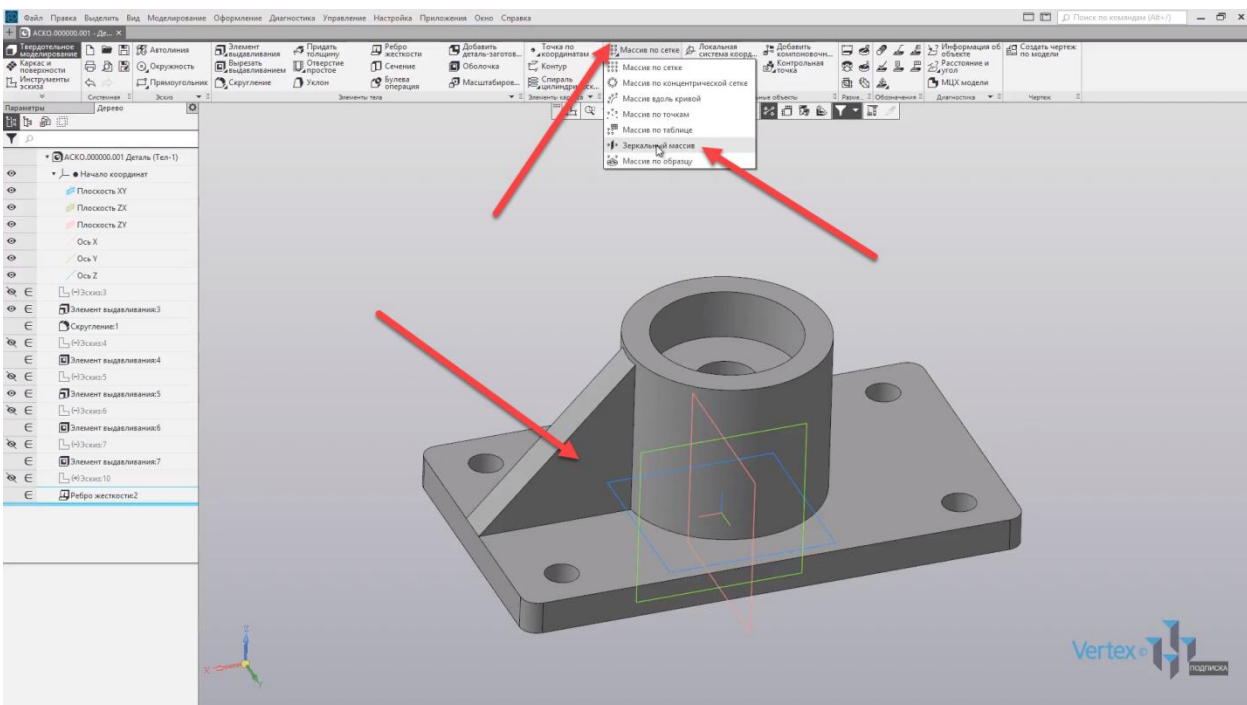 Файл Правка Выделить Вид Моделирование Оформление Диагностика Управление Настройка Приложения Окно Справка
Поиск по командам (Alt+/)
АСКО.000000.001 -Де... ×
Твердотельное моделирование
Каркас и поверхности
Инструменты эскиза
Системная
Автолиния
Окружность
Прямоугольник
Эскиз
Элемент выдавливания
Вырезать выдавливанием
Скругление
Придать толщину
Отверстие простое
Уклон
Ребро жесткости
Сечение
Булева операция
Добавить деталь-заготов...
Оболочка
Масштабиров...
Элементы тела
Точка по координатам
Контур
Спираль цилиндрическ...
Элементы каркаса
Массив по сетке
Локальная система коорд...
Добавить компоновочн...
Контрольная точка
Разме...
Обозначения
Информация об объекте
Расстояние и угол
МЦХ модели
Диагностика
Создать чертеж по модели
Чертеж
Массив по сетке
Массив по концентрической сетке
Массив вдоль кривой
Массив по точкам
Массив по таблице
Зеркальный массив
Массив по образцу
Параметры
Дерево
АСКО.000000.001 Деталь (Тел-1)
Начало координат
Плоскость XY
Плоскость ZX
Плоскость ZY
Ось X
Ось Y
Ось Z
(-)Эскиз:3
Элемент выдавливания:3
Скругление:1
(-)Эскиз:4
Элемент выдавливания:4
(-)Эскиз:5
Элемент выдавливания:5
(-)Эскиз:6
Элемент выдавливания:6
(-)Эскиз:7
Элемент выдавливания:7
(+)Эскиз:10
Ребро жесткости:2
Z
X
Y
Vertex
ПОДПИСКА